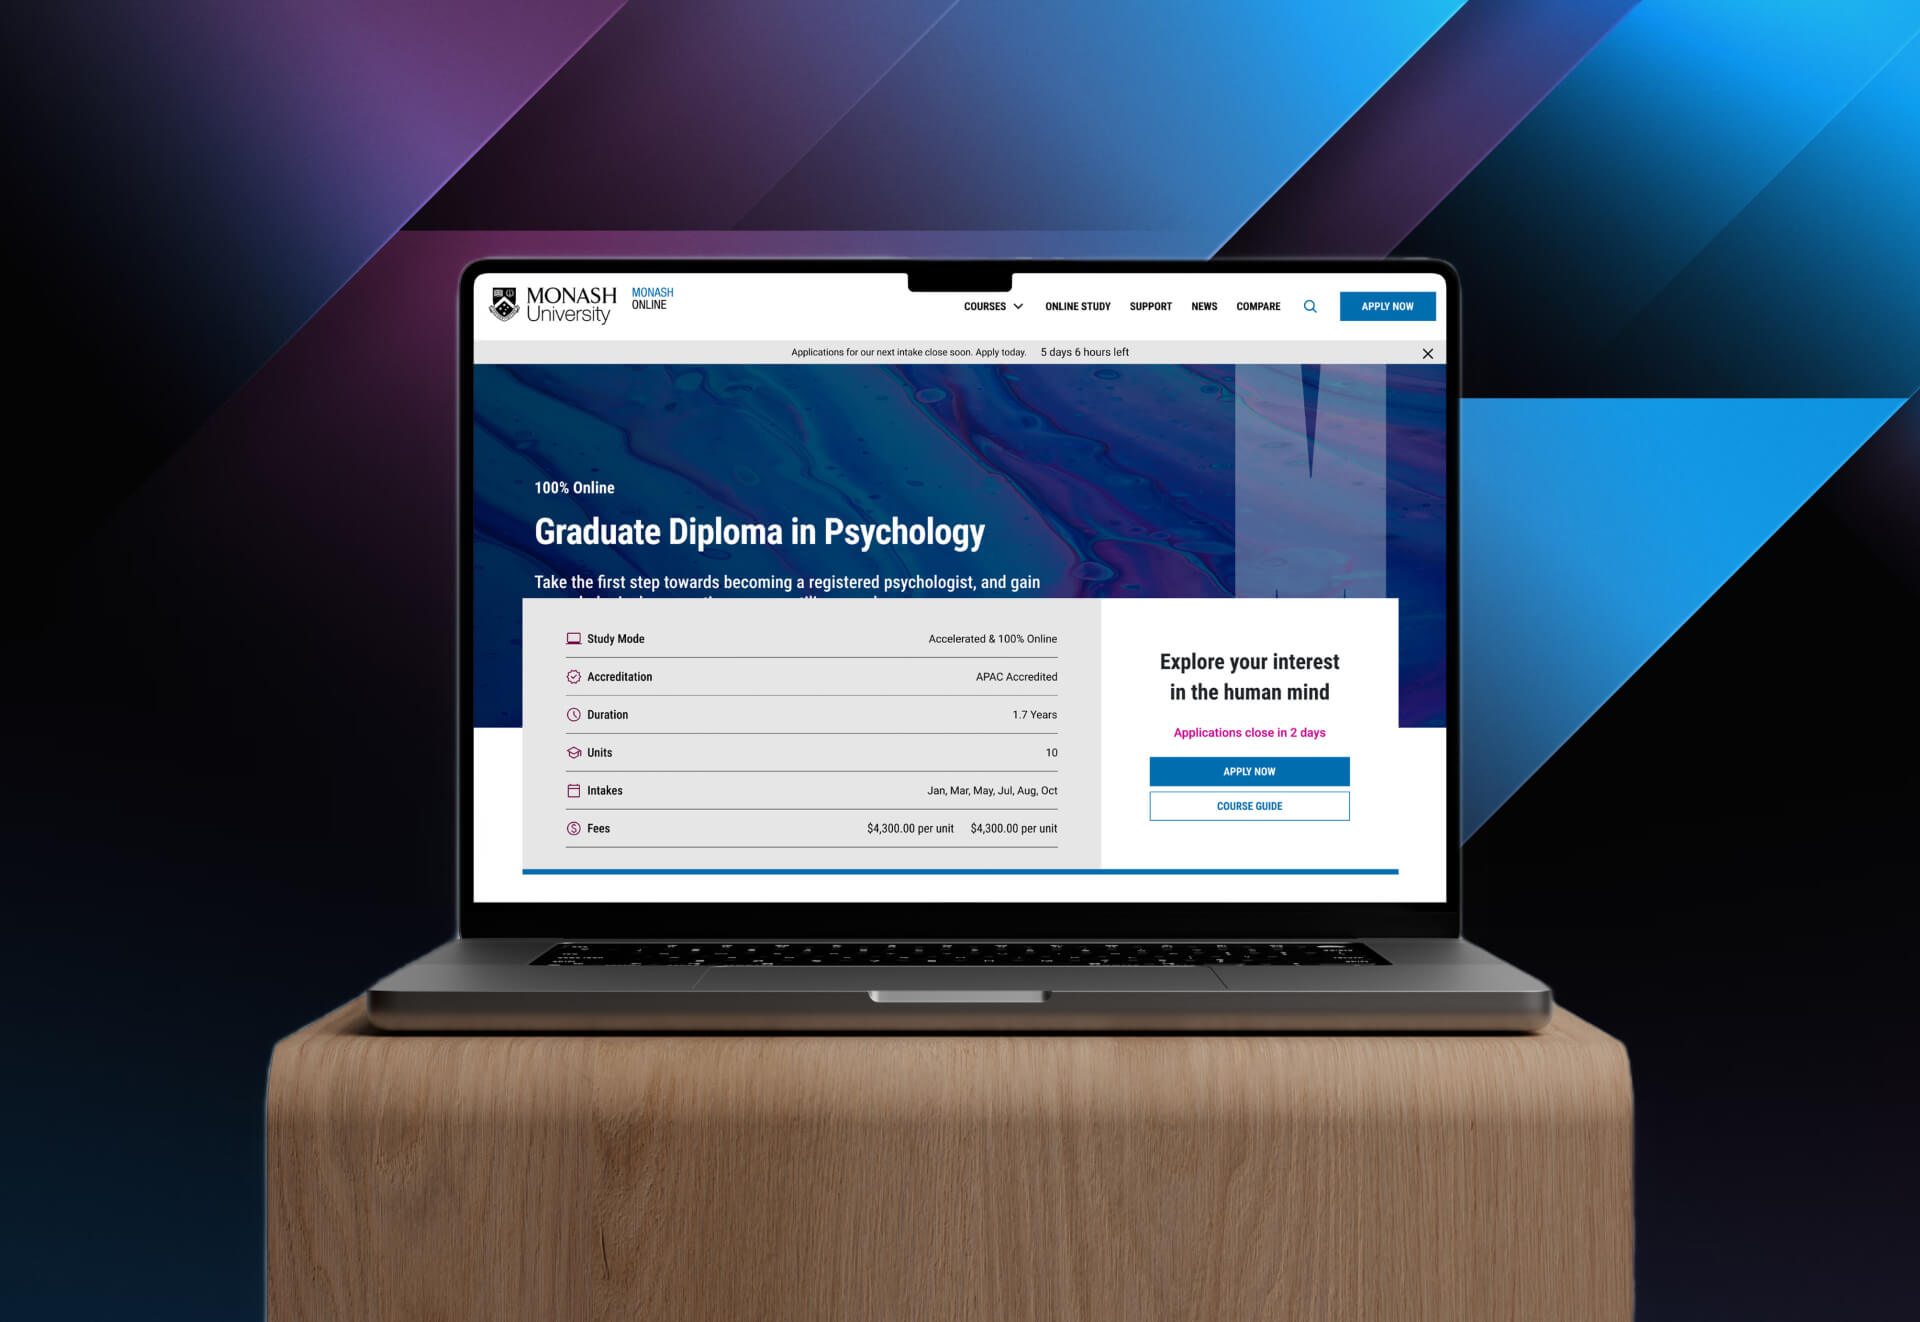 MONASH
University
MONASH
ONLINE
COURSES
ONLINE STUDY
SUPPORT
NEWS
COMPARE
APPLY NOW
Applications for our next intake close soon. Apply today. 5 days 6 hours left
100% Online
Graduate Diploma in Psychology
Take the first step towards becoming a registered psychologist, and gain
Study Mode Accelerated & 100% Online
Accreditation APAC Accredited
Duration 1.7 Years
Units 10
Intakes Jan, Mar, May, Jul, Aug, Oct
Fees $4,300.00 per unit $4,300.00 per unit
Explore your interest
in the human mind
Applications close in 2 days
APPLY NOW
COURSE GUIDE